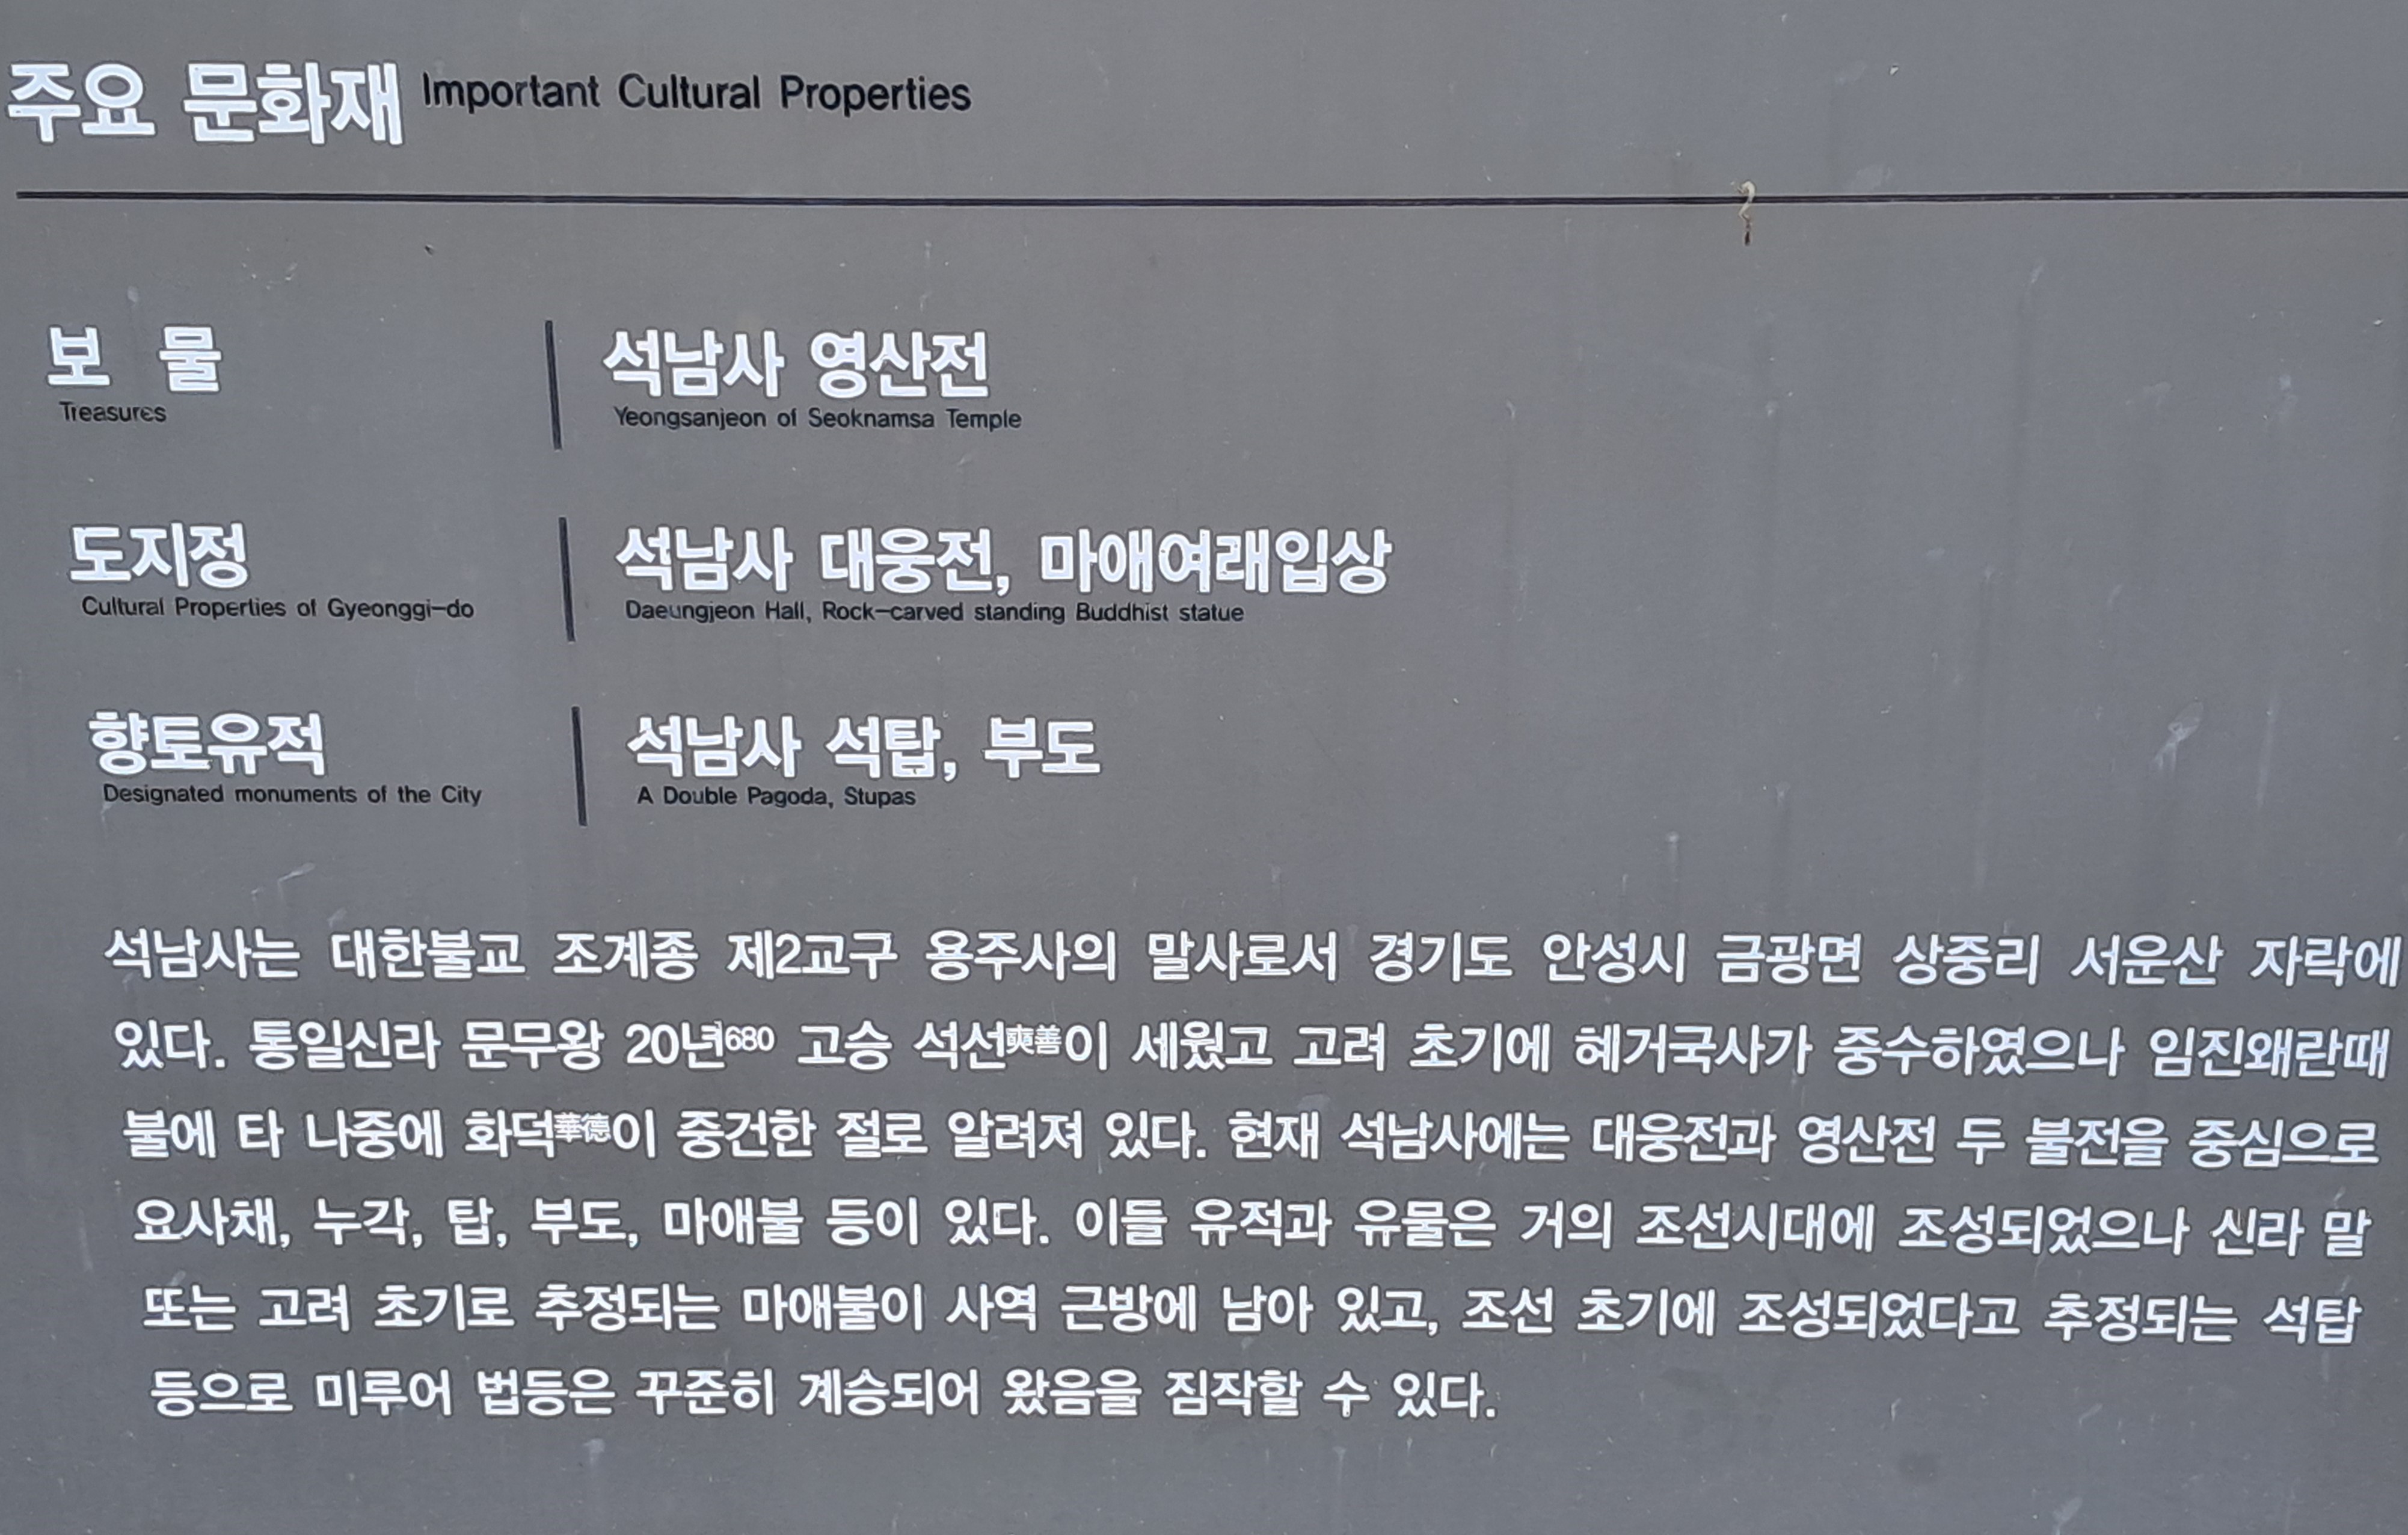 주요 문화재 Important Cultural Properties
보 물 석남사 영산전
Treasures Yeongsanjeon of Seoknamsa Temple
도지정 석남사 대웅전, 마애여래입상
Cultural Properties of Gyeonggi-do Daeungjeon Hall, Rock-carved standing Buddhist statue
향토유적 석남사 석탑, 부도
Designated monuments of the City A Double Pagoda, Stupas
석남사는 대한불교 조계종 제2교구 용주사의 말사로서 경기도 안성시 금광면 상중리 서운산 자락에
있다. 통일신라 문무왕 20년680 고승 석선奭善이 세웠고 고려 초기에 혜거국사가 중수하였으나 임진왜란때
불에 타 나중에 화덕華德이 중건한 절로 알려져 있다. 현재 석남사에는 대웅전과 영산전 두 불전을 중심으로
요사채, 누각, 탑, 부도, 마애불 등이 있다. 이들 유적과 유물은 거의 조선시대에 조성되었으나 신라 말
또는 고려 초기로 추정되는 마애불이 사역 근방에 남아 있고, 조선 초기에 조성되었다고 추정되는 석탑
등으로 미루어 법등은 꾸준히 계승되어 왔음을 짐작할 수 있다.